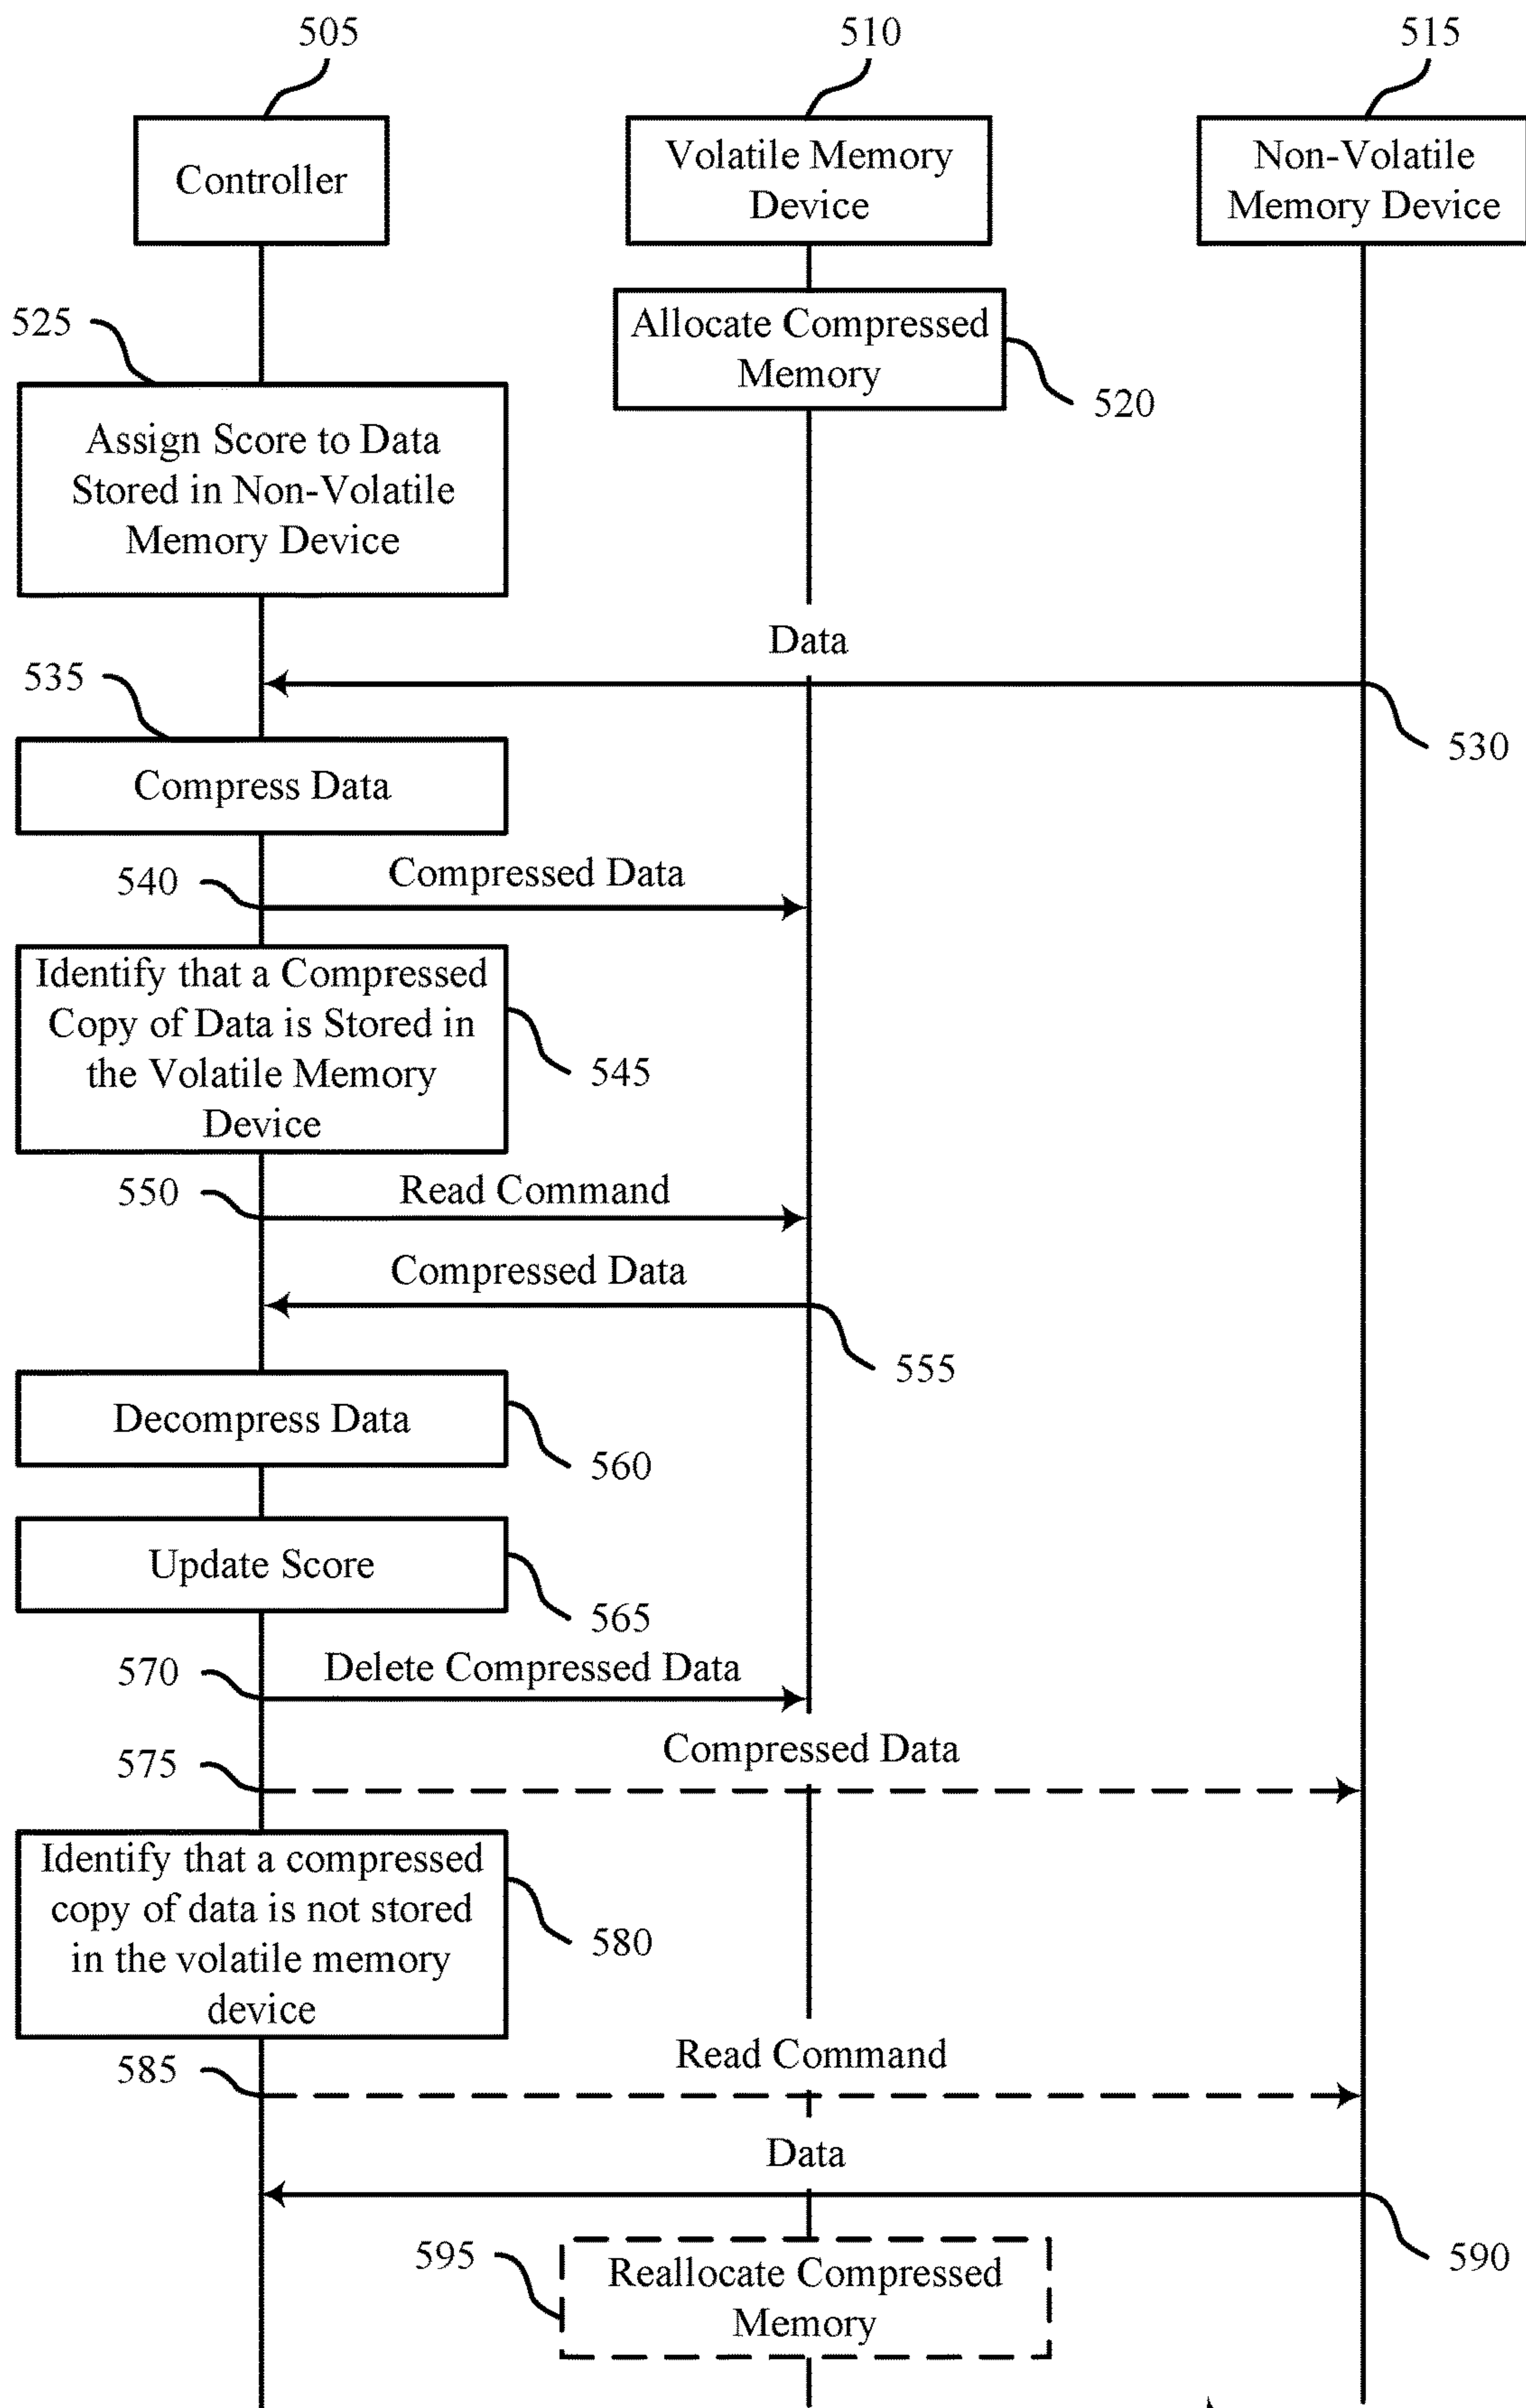 505
510
515
Controller
Volatile Memory
Device
Non-Volatile
Memory Device
525
Allocate Compressed
Memory
520
Assign Score to Data
Stored in Non-Volatile
Memory Device
Data
535
530
Compress Data
540
Compressed Data
Identify that a Compressed
Copy of Data is Stored in
the Volatile Memory
Device
545
550
Read Command
Compressed Data
555
Decompress Data
560
Update Score
565
570
Delete Compressed Data
575
Compressed Data
Identify that a compressed
copy of data is not stored
in the volatile memory
device
580
585
Read Command
Data
590
595
Reallocate Compressed
Memory